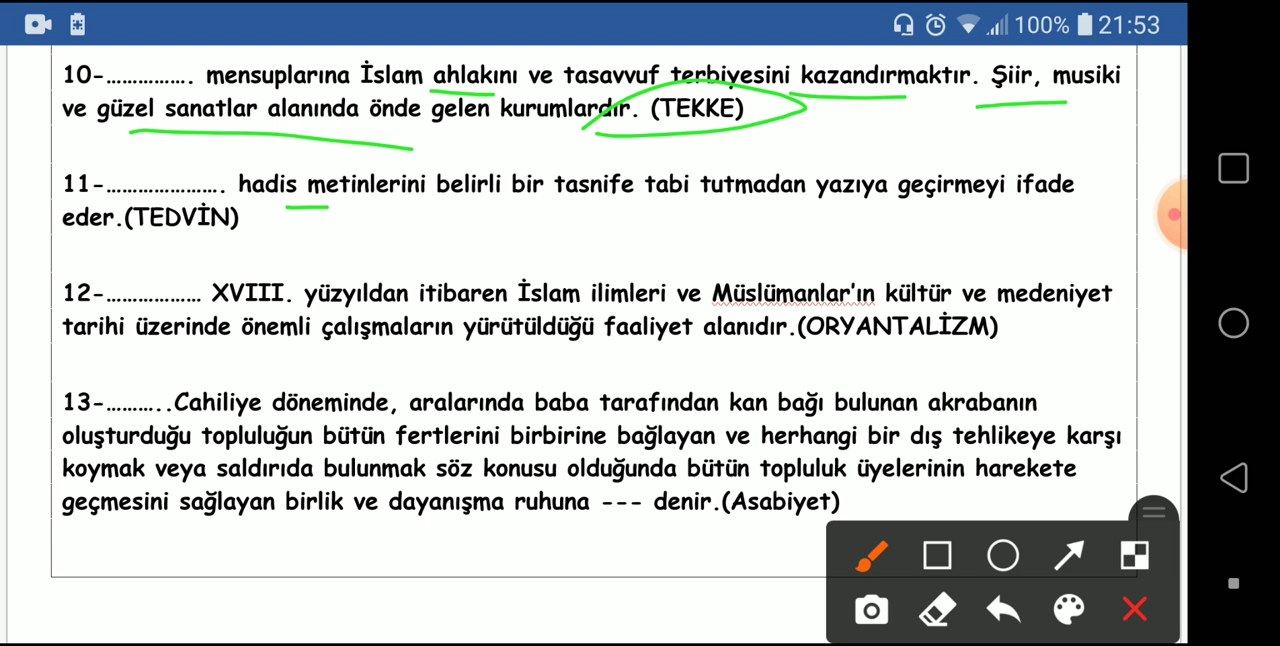 100% 21:53
10-……………. mensuplarına İslam ahlakını ve tasavvuf terbiyesini kazandırmaktır. Şiir, musiki
ve güzel sanatlar alanında önde gelen kurumlardır. (TEKKE)
11-…………………. hadis metinlerini belirli bir tasnife tabi tutmadan yazıya geçirmeyi ifade
eder.(TEDVİN)
12-……………… XVIII. yüzyıldan itibaren İslam ilimleri ve Müslümanlar'ın kültür ve medeniyet
tarihi üzerinde önemli çalışmaların yürütüldüğü faaliyet alanıdır.(ORYANTALİZM)
13-………..Cahiliye döneminde, aralarında baba tarafından kan bağı bulunan akrabanın
oluşturduğu topluluğun bütün fertlerini birbirine bağlayan ve herhangi bir dış tehlikeye karşı
koymak veya saldırıda bulunmak söz konusu olduğunda bütün topluluk üyelerinin harekete
geçmesini sağlayan birlik ve dayanışma ruhuna --- denir.(Asabiyet)